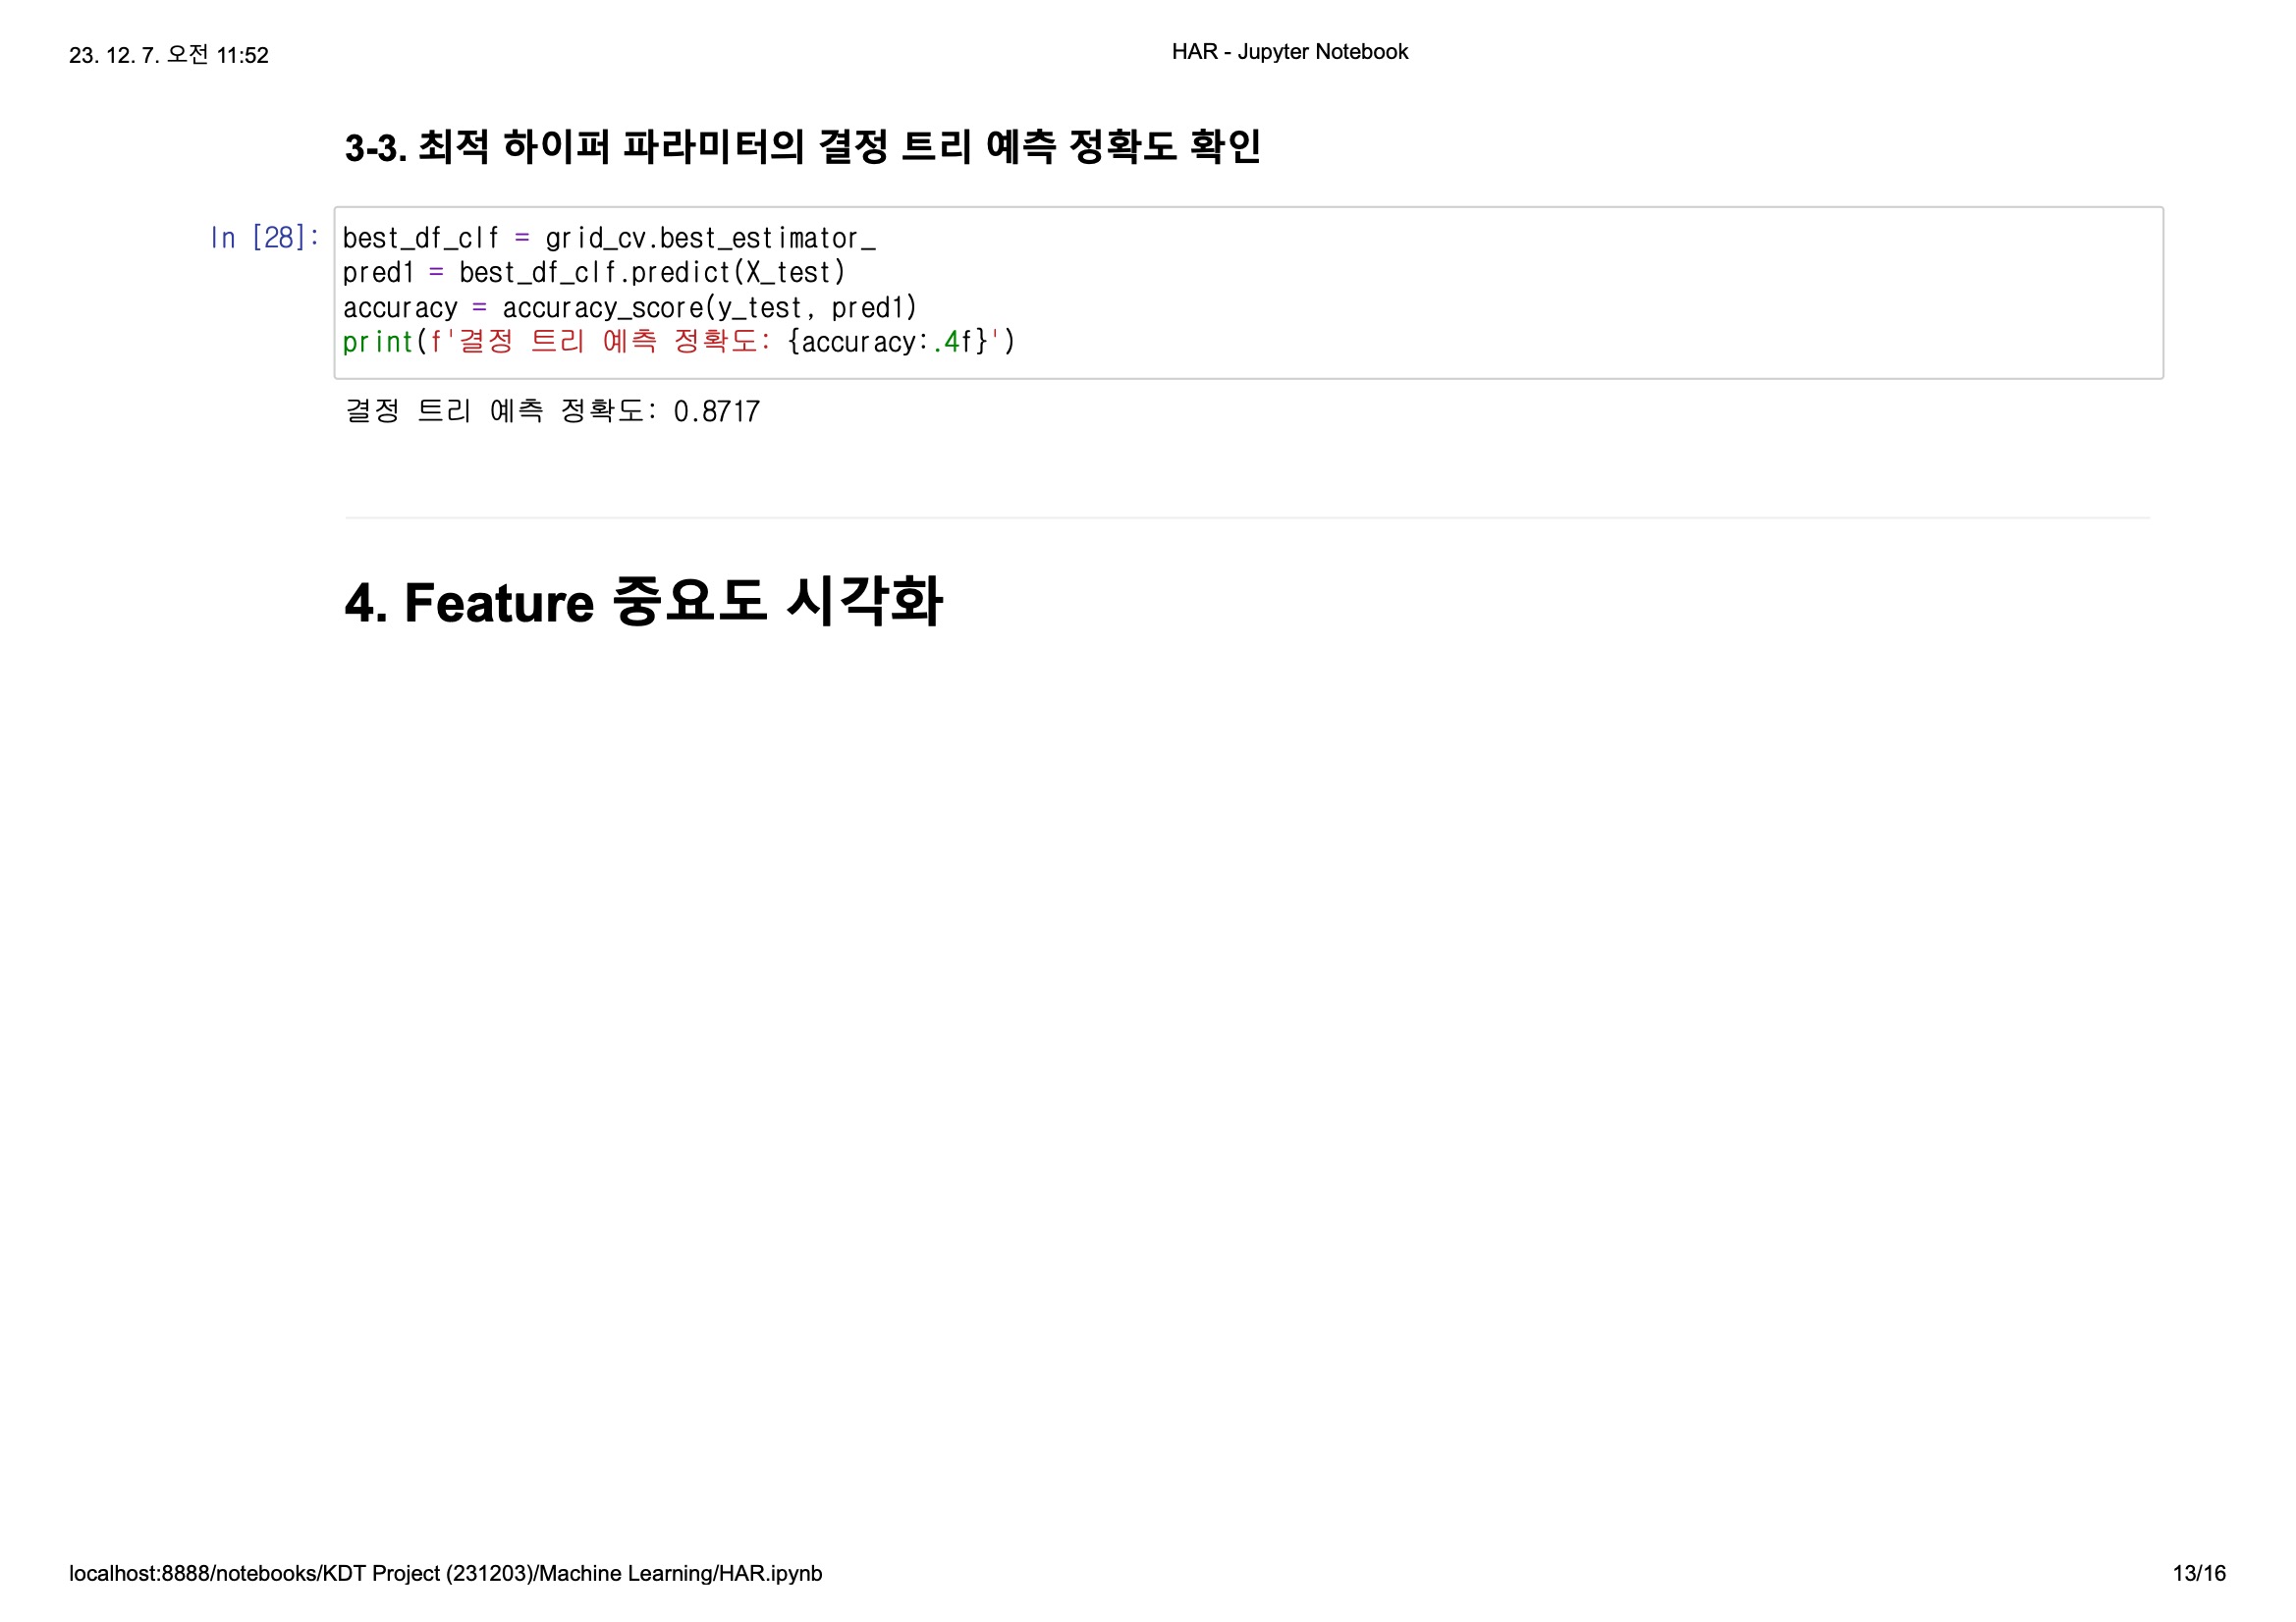 23. 12. 7. 오전 11:52
HAR - Jupyter Notebook
3-3. 최적 하이퍼 파라미터의 결정 트리 예측 정확도 확인
In [28]:
best_df_clf = grid_cv.best_estimator_
pred1 = best_df_clf.predict(X_test)
accuracy = accuracy_score(y_test, pred1)
print(f'결정 트리 예측 정확도: {accuracy:.4f}')
결정 트리 예측 정확도: 0.8717
4. Feature 중요도 시각화
localhost:8888/notebooks/KDT Project (231203)/Machine Learning/HAR.ipynb
13/16